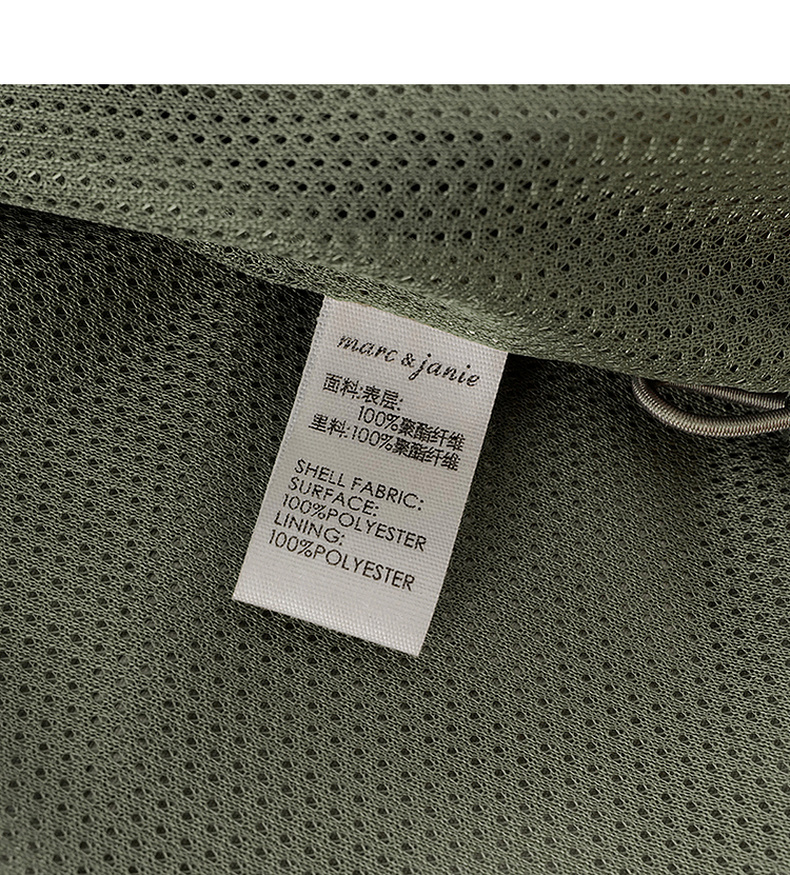 marc & janie
面料:表层:
100%聚酯纤维
里料:100%聚酯纤维
SHELL FABRIC:
SURFACE:
100%POLYESTER
LINING:
100%POLYESTER